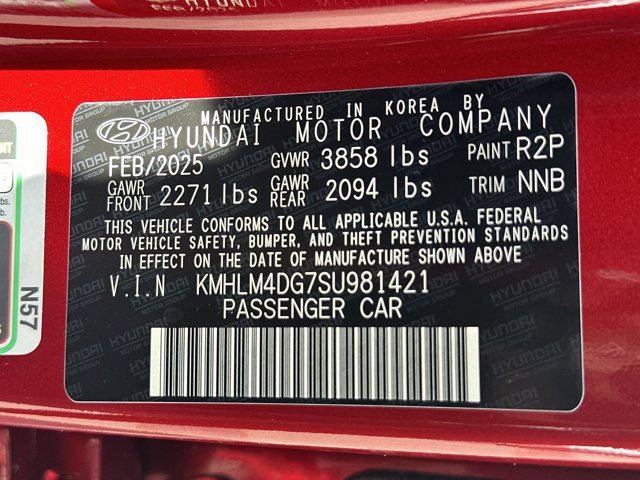 MANUFACTURED IN KOREA BY
HYUNDAI MOTOR COMPANY
FEB/2025 GVWR 3858 lbs PAINT R2P
GAWR FRONT 2271 lbs GAWR REAR 2094 lbs TRIM NNB
THIS VEHICLE CONFORMS TO ALL APPLICABLE U.S.A. FEDERAL
MOTOR VEHICLE SAFETY, BUMPER, AND THEFT PREVENTION STANDARDS
IN EFFECT ON THE DATE OF MANUFACTURE SHOWN ABOVE
V.I.N KMHLM4DG7SU981421
PASSENGER CAR
N57